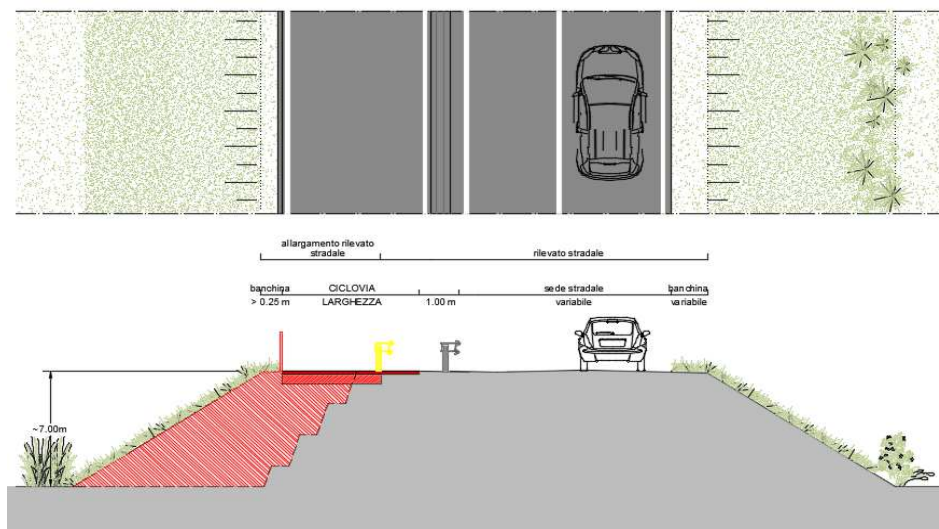 allargamento rilevato
stradale
rilevato stradale
banchina CICLOVIA sede stradale banchina
> 0.25 m LARGHEZZA 1.00 m variabile variabile
~7.00m